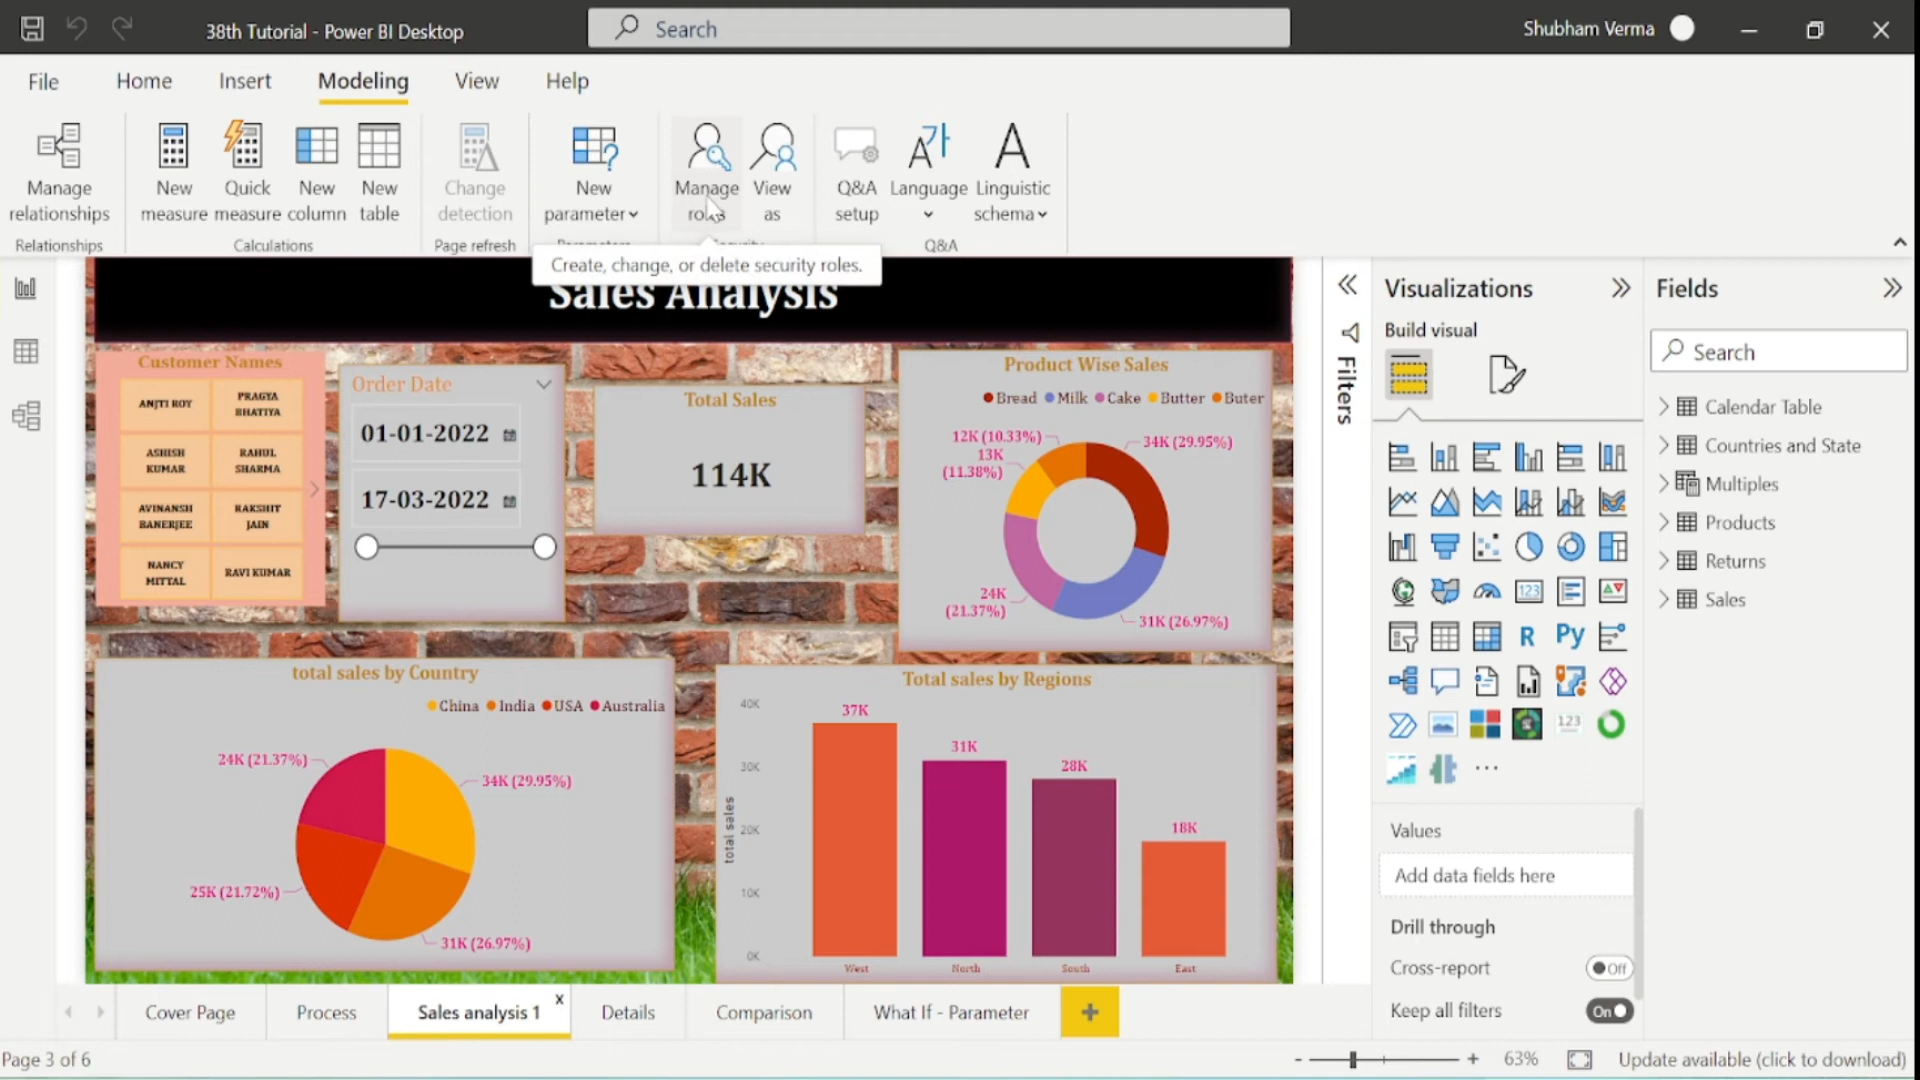 38th Tutorial - Power BI Desktop
Search
Shubham Verma
File
Home
Insert
Modeling
View
Help
Manage relationships
New measure
Quick measure
New column
New table
Change detection
New parameter
Manage roles
View as
Q&A setup
Language
Linguistic schema
Relationships
Calculations
Page refresh
Parameters
Security
Q&A
Create, change, or delete security roles.
Sales Analysis
Customer Names
ANJTI ROY
PRAGYA BHATIYA
ASHISH KUMAR
RAHUL SHARMA
AVINANSH BANERJEE
RAKSHIT JAIN
NANCY MITTAL
RAVI KUMAR
Order Date
01-01-2022
17-03-2022
Total Sales
114K
Product Wise Sales
Bread Milk Cake Butter Buter
12K (10.33%)
34K (29.95%)
13K (11.38%)
24K (21.37%)
31K (26.97%)
total sales by Country
China India USA Australia
24K (21.37%)
34K (29.95%)
25K (21.72%)
31K (26.97%)
Total sales by Regions
total sales
40K
30K
20K
10K
0K
37K
31K
28K
18K
West
North
South
East
Filters
Visualizations
Build visual
R
Py
123
123
Values
Add data fields here
Drill through
Cross-report
Off
Keep all filters
On
Fields
Search
Calendar Table
Countries and State
Multiples
Products
Returns
Sales
Cover Page
Process
Sales analysis 1
x
Details
Comparison
What If - Parameter
+
Page 3 of 6
- + 63%
Update available (click to download)